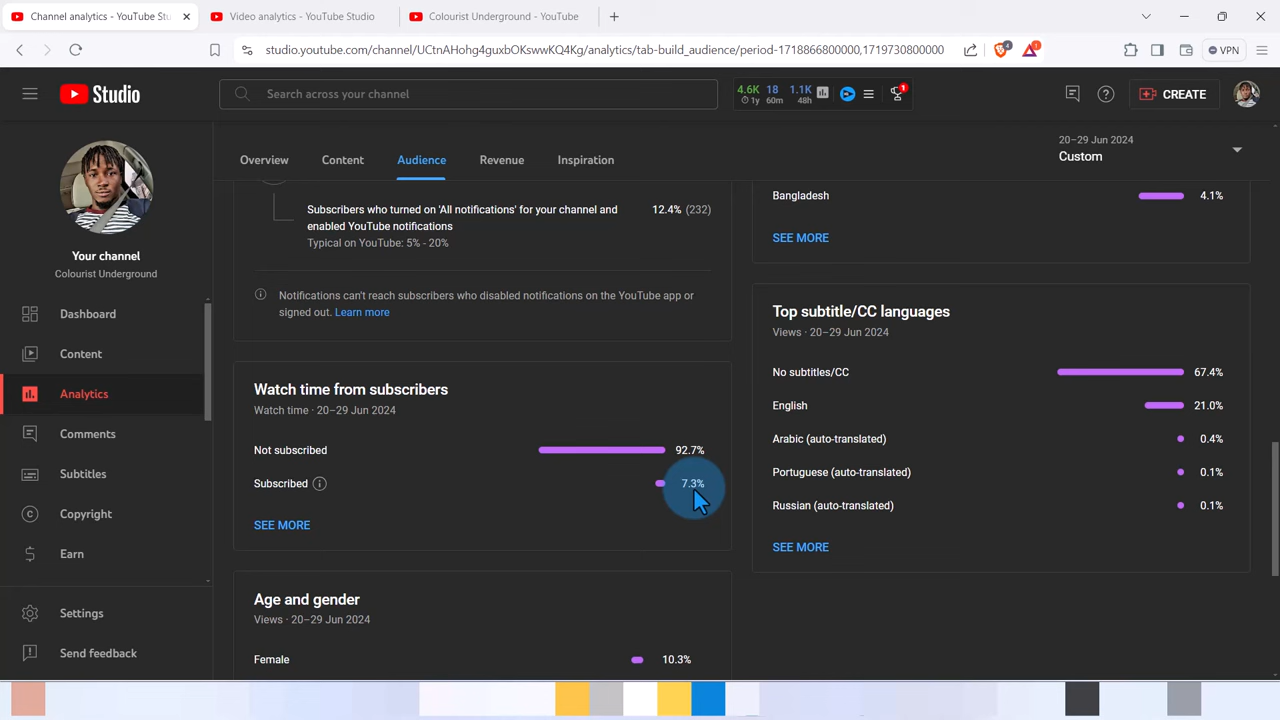 Channel analytics - YouTube Stu
Video analytics - YouTube Studio
Colourist Underground - YouTube
studio.youtube.com/channel/UCtnAHohg4guxbOKswwKQ4Kg/analytics/tab-build_audience/period-1718866800000,1719730800000
4
1
VPN
Studio
Search across your channel
4.6K 18 1.1K
1y 60m 48h
1
CREATE
Your channel
Colourist Underground
Dashboard
Content
Analytics
Comments
Subtitles
Copyright
Earn
Settings
Send feedback
Overview
Content
Audience
Revenue
Inspiration
20–29 Jun 2024
Custom
Subscribers who turned on 'All notifications' for your channel and
enabled YouTube notifications
12.4% (232)
Typical on YouTube: 5% - 20%
Notifications can't reach subscribers who disabled notifications on the YouTube app or
signed out. Learn more
Watch time from subscribers
Watch time · 20–29 Jun 2024
Not subscribed 92.7%
Subscribed 7.3%
SEE MORE
Age and gender
Views · 20–29 Jun 2024
Female 10.3%
Bangladesh 4.1%
SEE MORE
Top subtitle/CC languages
Views · 20–29 Jun 2024
No subtitles/CC 67.4%
English 21.0%
Arabic (auto-translated) 0.4%
Portuguese (auto-translated) 0.1%
Russian (auto-translated) 0.1%
SEE MORE